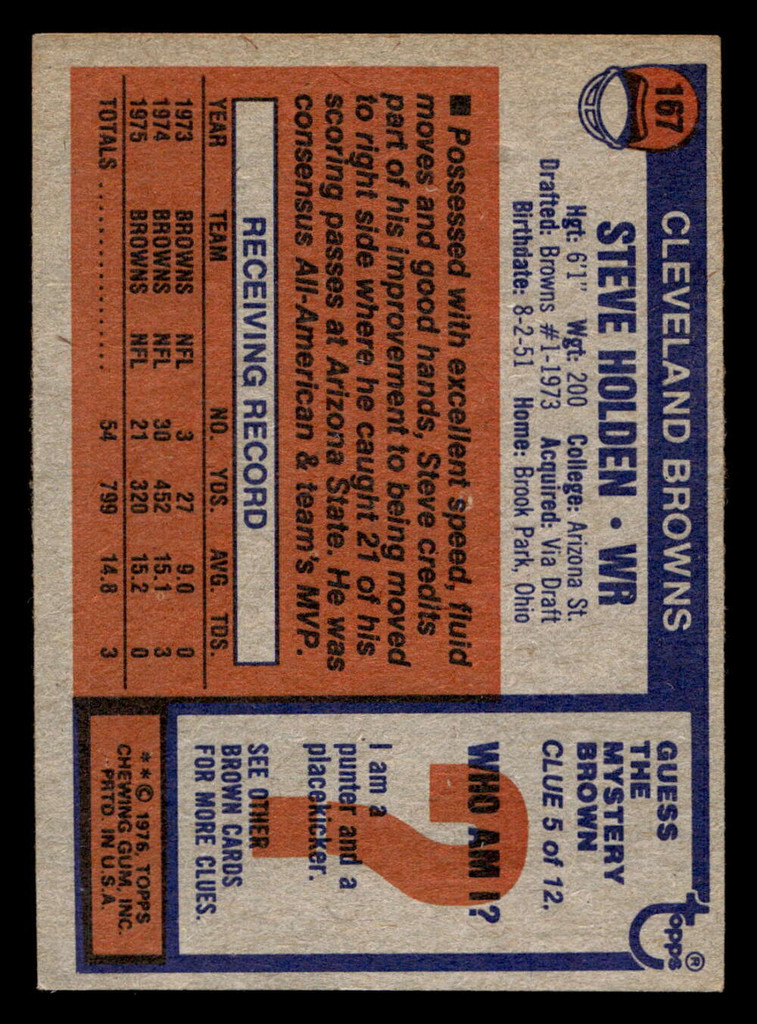 167
CLEVELAND BROWNS
STEVE HOLDEN • WR
Hgt: 6'1" Wgt: 200 College: Arizona St.
Drafted: Browns #1-1973 Acquired: Via Draft
Birthdate: 8-2-51 Home: Brook Park, Ohio
■ Possessed with excellent speed, fluid
moves and good hands, Steve credits
part of his improvement to being moved
to right side where he caught 21 of his
scoring passes at Arizona State. He was
consensus All-American & team's MVP.
RECEIVING RECORD
YEAR TEAM NO. YDS. AVG. TDS.
1973 BROWNS NFL 3 27 9.0 0
1974 BROWNS NFL 30 452 15.1 3
1975 BROWNS NFL 21 320 15.2 0
TOTALS .................... 54 799 14.8 3
topps®
GUESS
THE
MYSTERY
BROWN
CLUE 5 of 12.
WHO AM I?
I am a
punter and a
placekicker.
SEE OTHER
BROWN CARDS
FOR MORE CLUES.
?
**© 1976, TOPPS
CHEWING GUM, INC.
PRTD. IN U.S.A.